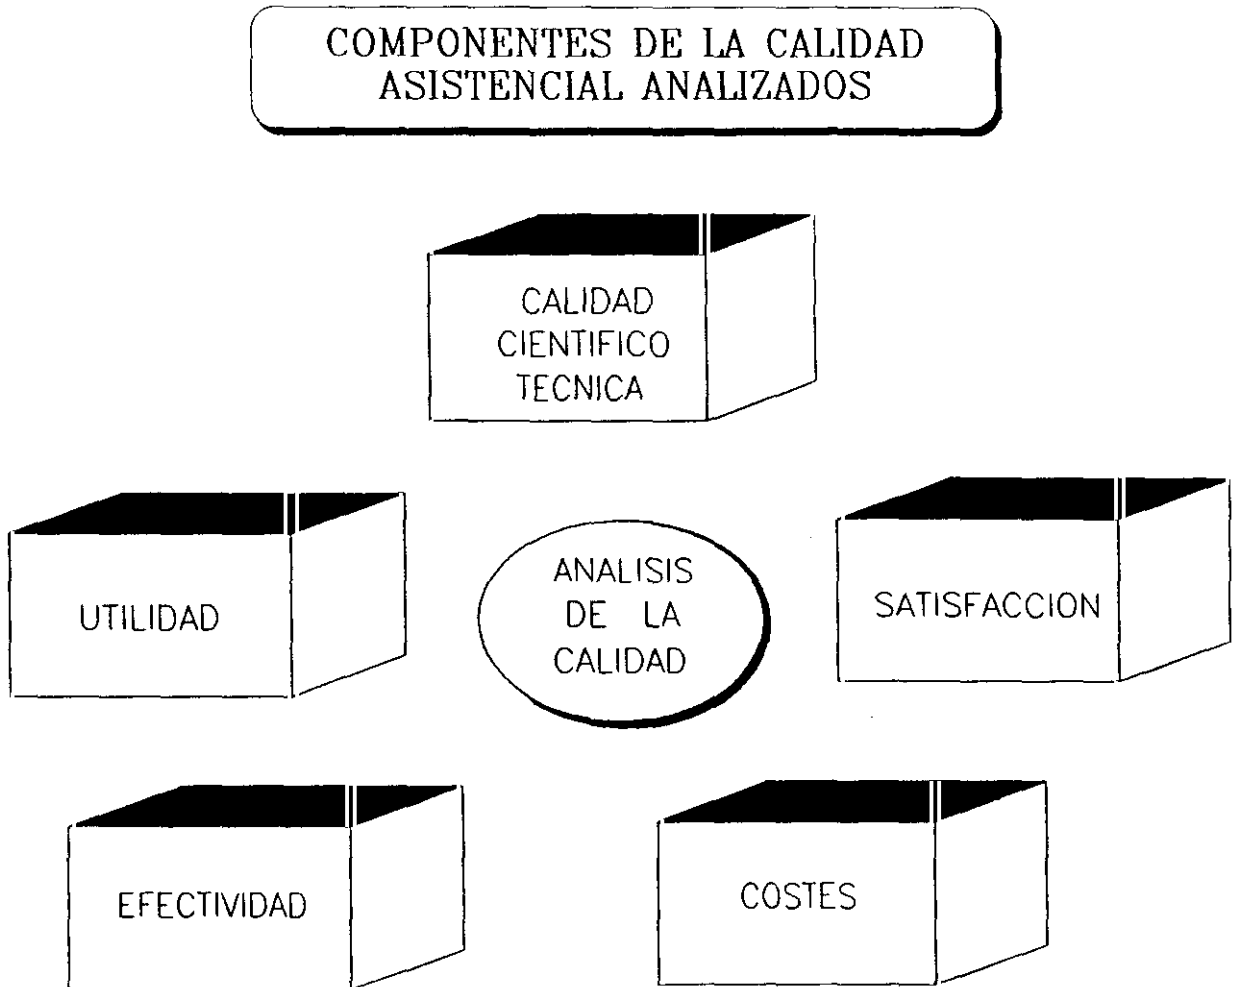 COMPONENTES DE LA CALIDAD
ASISTENCIAL ANALIZADOS
CALIDAD
CIENTIFICO
TECNICA
UTILIDAD
ANALISIS
DE LA
CALIDAD
SATISFACCION
EFECTIVIDAD
COSTES